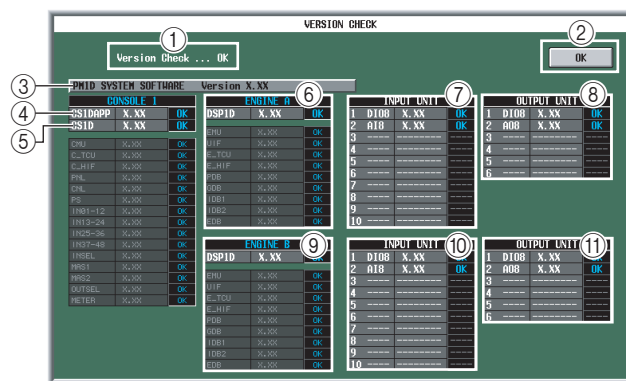 VERSION CHECK
① ②
Version Check ... OK
OK
③ PM1D SYSTEM SOFTWARE Version X.XX
CONSOLE 1
④ CS1DAPP X.XX OK
⑤ CS1D X.XX OK
CMU X.XX OK
C_TCU X.XX OK
C_HIF X.XX OK
PNL X.XX OK
CNL X.XX OK
PS X.XX OK
IN01-12 X.XX OK
IN13-24 X.XX OK
IN25-36 X.XX OK
IN37-48 X.XX OK
INSEL X.XX OK
MAS1 X.XX OK
MAS2 X.XX OK
OUTSEL X.XX OK
METER X.XX OK
ENGINE A ⑥
DSP1D X.XX OK
EMU X.XX OK
UIF X.XX OK
E_TCU X.XX OK
E_HIF X.XX OK
PDB X.XX OK
GDB X.XX OK
IDB1 X.XX OK
IDB2 X.XX OK
EDB X.XX OK
INPUT UNIT ⑦
1 DIO8 X.XX OK
2 AI8 X.XX OK
3 ---- ------- ----
4 ---- ------- ----
5 ---- ------- ----
6 ---- ------- ----
7 ---- ------- ----
8 ---- ------- ----
9 ---- ------- ----
10 ---- ------- ----
OUTPUT UNIT ⑧
1 DIO8 X.XX OK
2 AO8 X.XX OK
3 ---- ------- ----
4 ---- ------- ----
5 ---- ------- ----
6 ---- ------- ----
ENGINE B ⑨
DSP1D X.XX OK
EMU X.XX OK
UIF X.XX OK
E_TCU X.XX OK
E_HIF X.XX OK
PDB X.XX OK
GDB X.XX OK
IDB1 X.XX OK
IDB2 X.XX OK
EDB X.XX OK
INPUT UNIT ⑩
1 DIO8 X.XX OK
2 AI8 X.XX OK
3 ---- ------- ----
4 ---- ------- ----
5 ---- ------- ----
6 ---- ------- ----
7 ---- ------- ----
8 ---- ------- ----
9 ---- ------- ----
10 ---- ------- ----
OUTPUT UNIT ⑪
1 DIO8 X.XX OK
2 AO8 X.XX OK
3 ---- ------- ----
4 ---- ------- ----
5 ---- ------- ----
6 ---- ------- ----